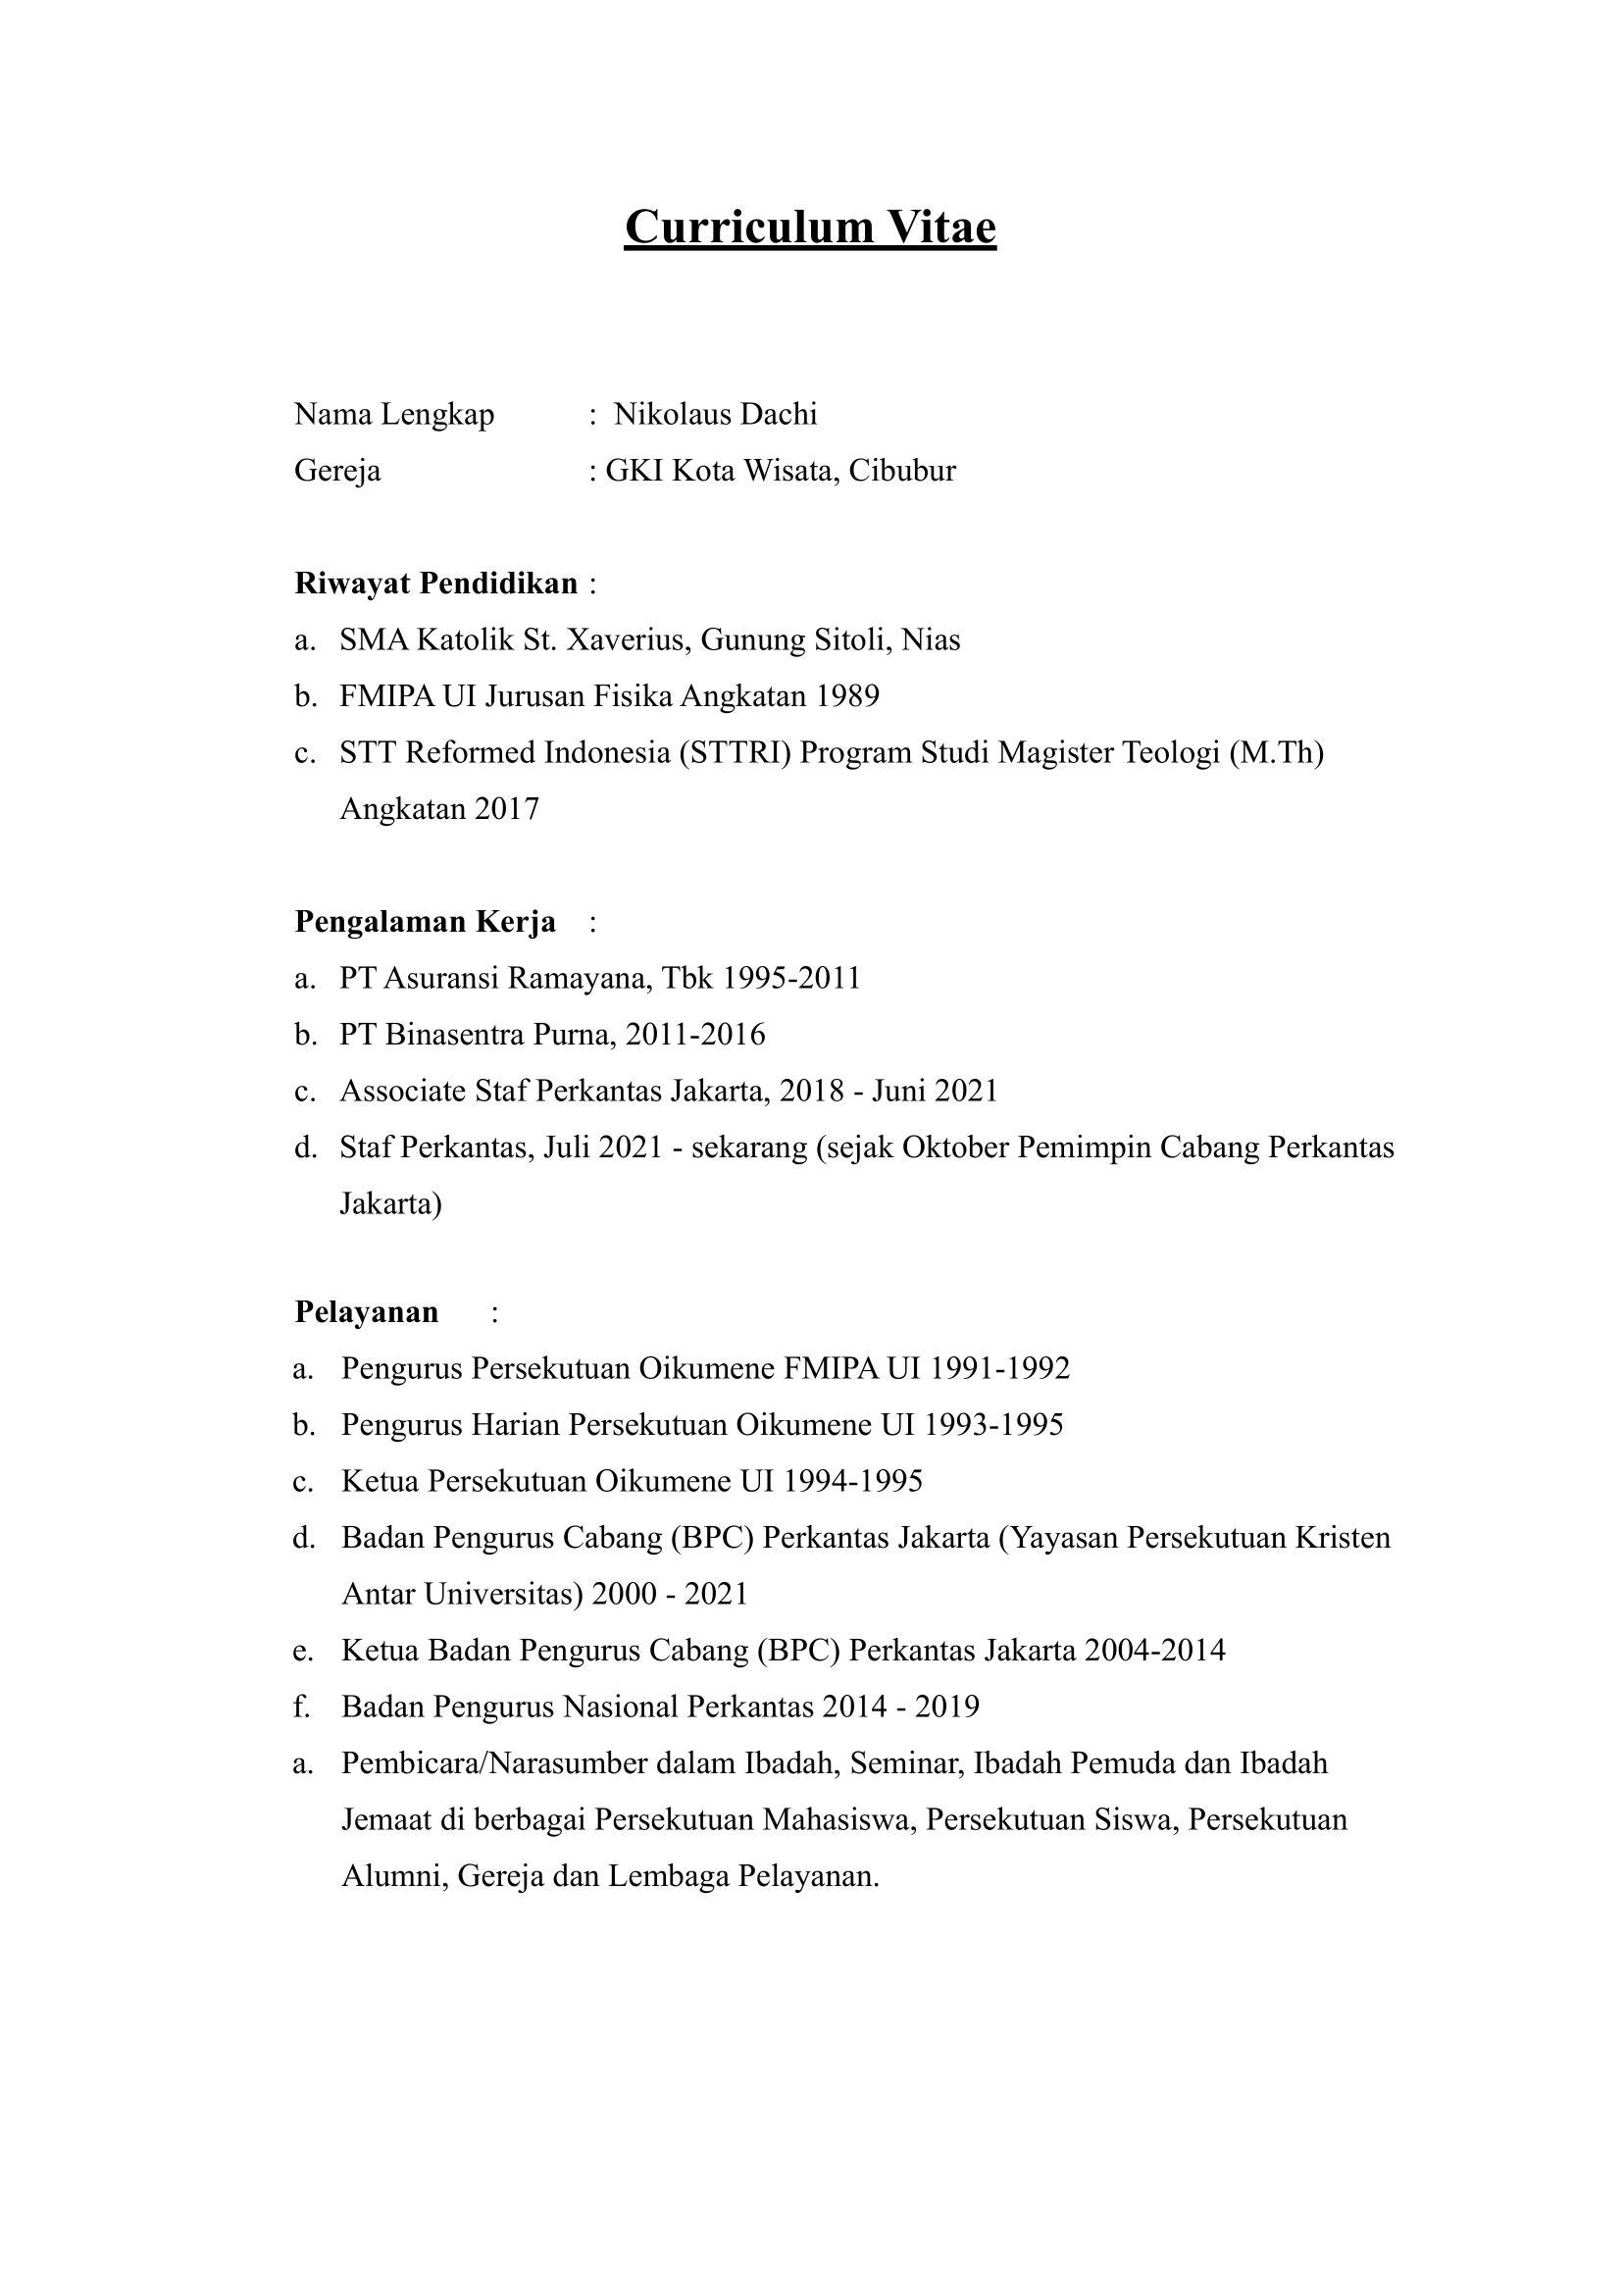 Curriculum Vitae
Nama Lengkap : Nikolaus Dachi
Gereja : GKI Kota Wisata, Cibubur
Riwayat Pendidikan :
a. SMA Katolik St. Xaverius, Gunung Sitoli, Nias
b. FMIPA UI Jurusan Fisika Angkatan 1989
c. STT Reformed Indonesia (STTRI) Program Studi Magister Teologi (M.Th)
Angkatan 2017
Pengalaman Kerja :
a. PT Asuransi Ramayana, Tbk 1995-2011
b. PT Binasentra Purna, 2011-2016
c. Associate Staf Perkantas Jakarta, 2018 - Juni 2021
d. Staf Perkantas, Juli 2021 - sekarang (sejak Oktober Pemimpin Cabang Perkantas
Jakarta)
Pelayanan :
a. Pengurus Persekutuan Oikumene FMIPA UI 1991-1992
b. Pengurus Harian Persekutuan Oikumene UI 1993-1995
c. Ketua Persekutuan Oikumene UI 1994-1995
d. Badan Pengurus Cabang (BPC) Perkantas Jakarta (Yayasan Persekutuan Kristen
Antar Universitas) 2000 - 2021
e. Ketua Badan Pengurus Cabang (BPC) Perkantas Jakarta 2004-2014
f. Badan Pengurus Nasional Perkantas 2014 - 2019
a. Pembicara/Narasumber dalam Ibadah, Seminar, Ibadah Pemuda dan Ibadah
Jemaat di berbagai Persekutuan Mahasiswa, Persekutuan Siswa, Persekutuan
Alumni, Gereja dan Lembaga Pelayanan.